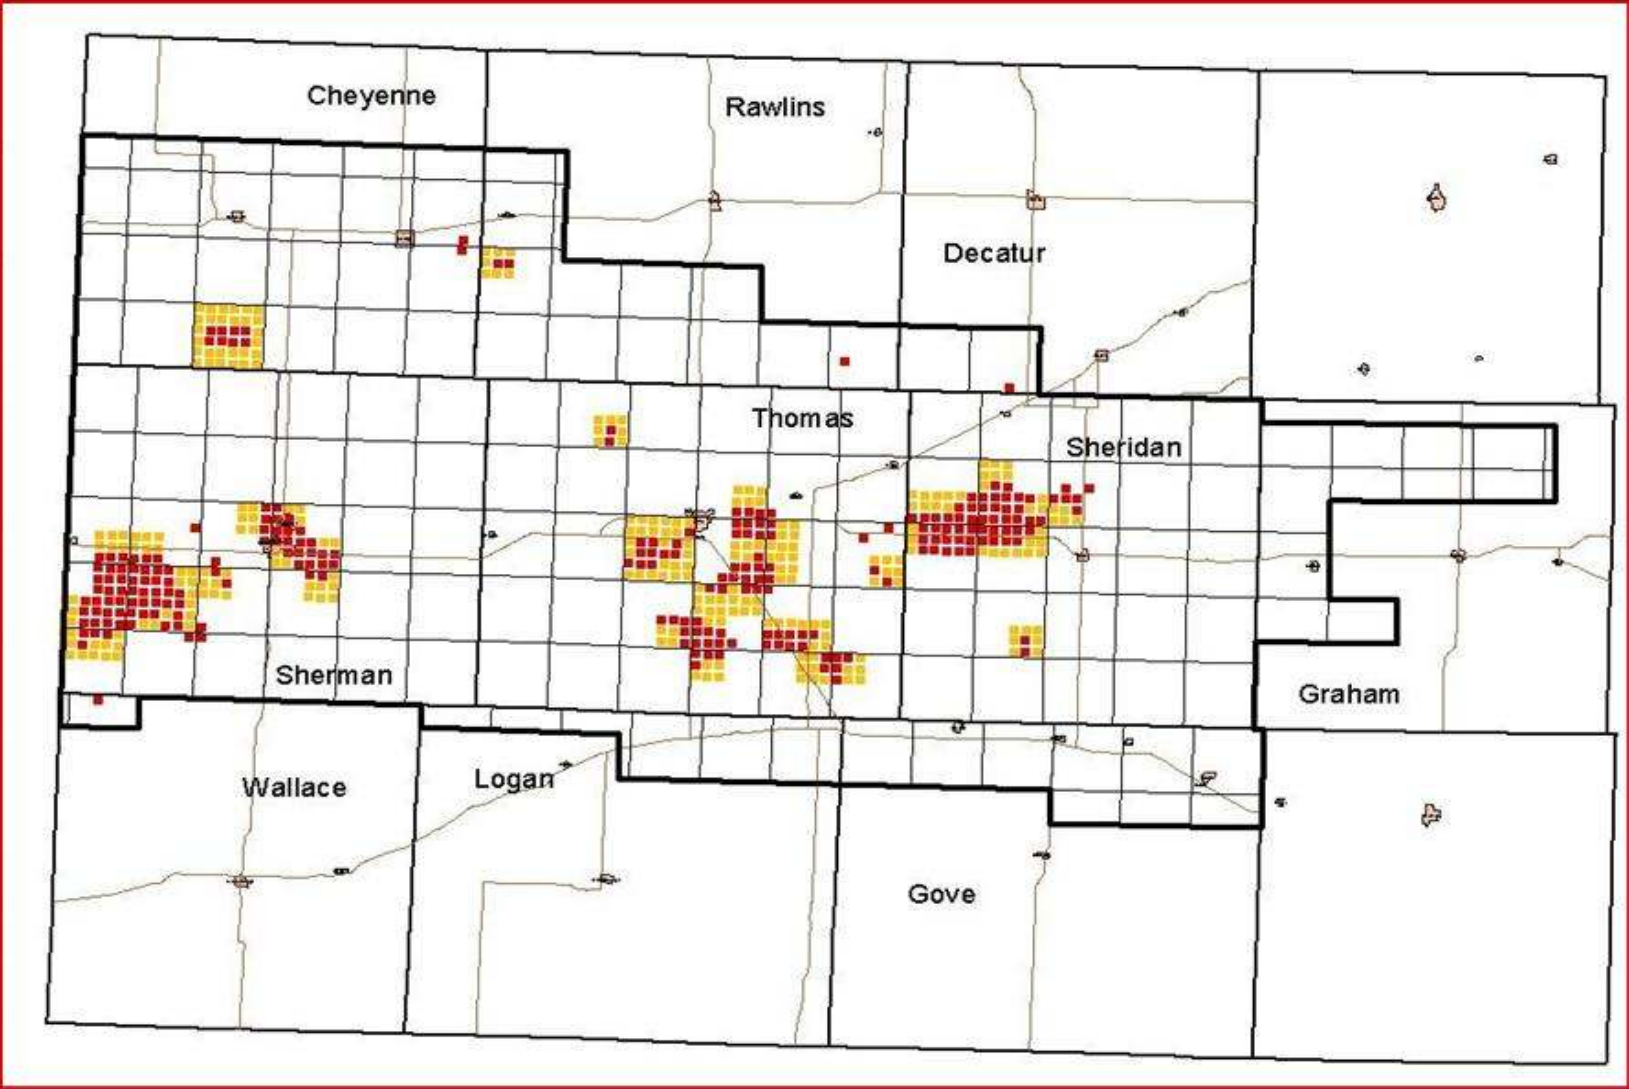 Cheyenne
Rawlins
Decatur
Thomas
Sheridan
Sherman
Graham
Wallace
Logan
Gove